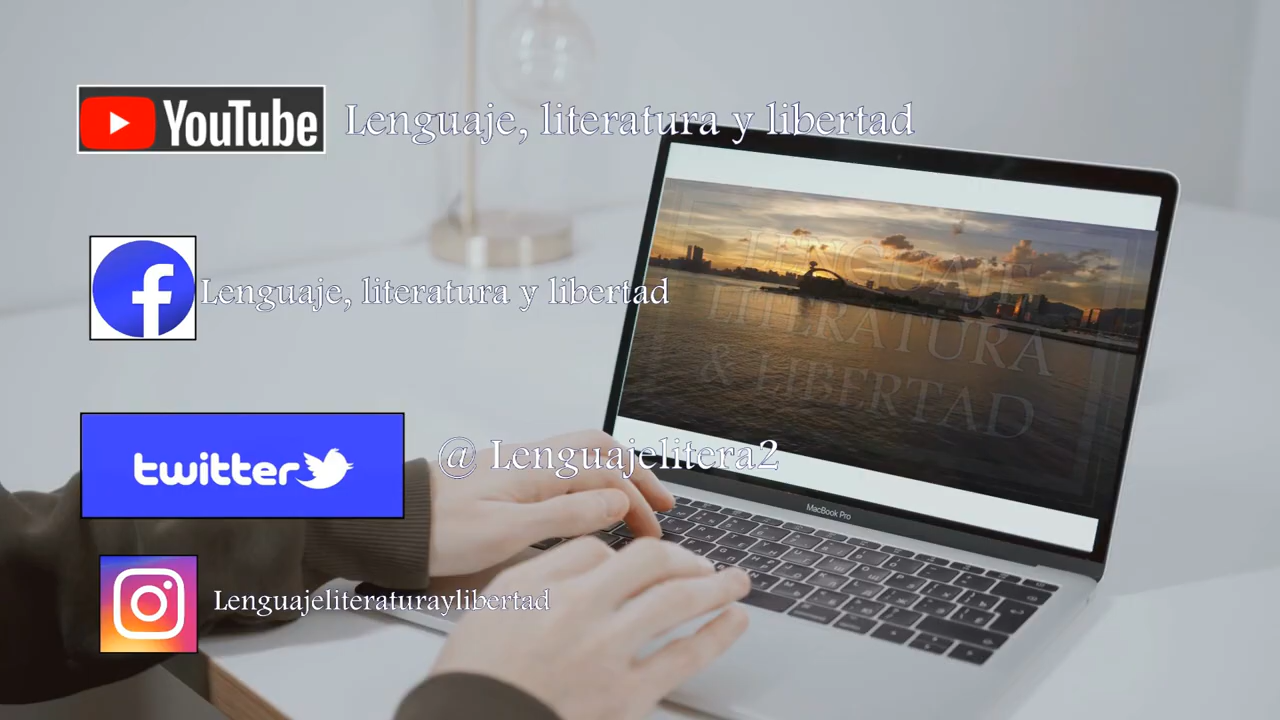 YouTube Lenguaje, literatura y libertad
Lenguaje, literatura y libertad
twitter @ Lenguajelitera2
Lenguajeliteraturaylibertad
LENGUAJE
LITERATURA
& LIBERTAD
MacBook Pro